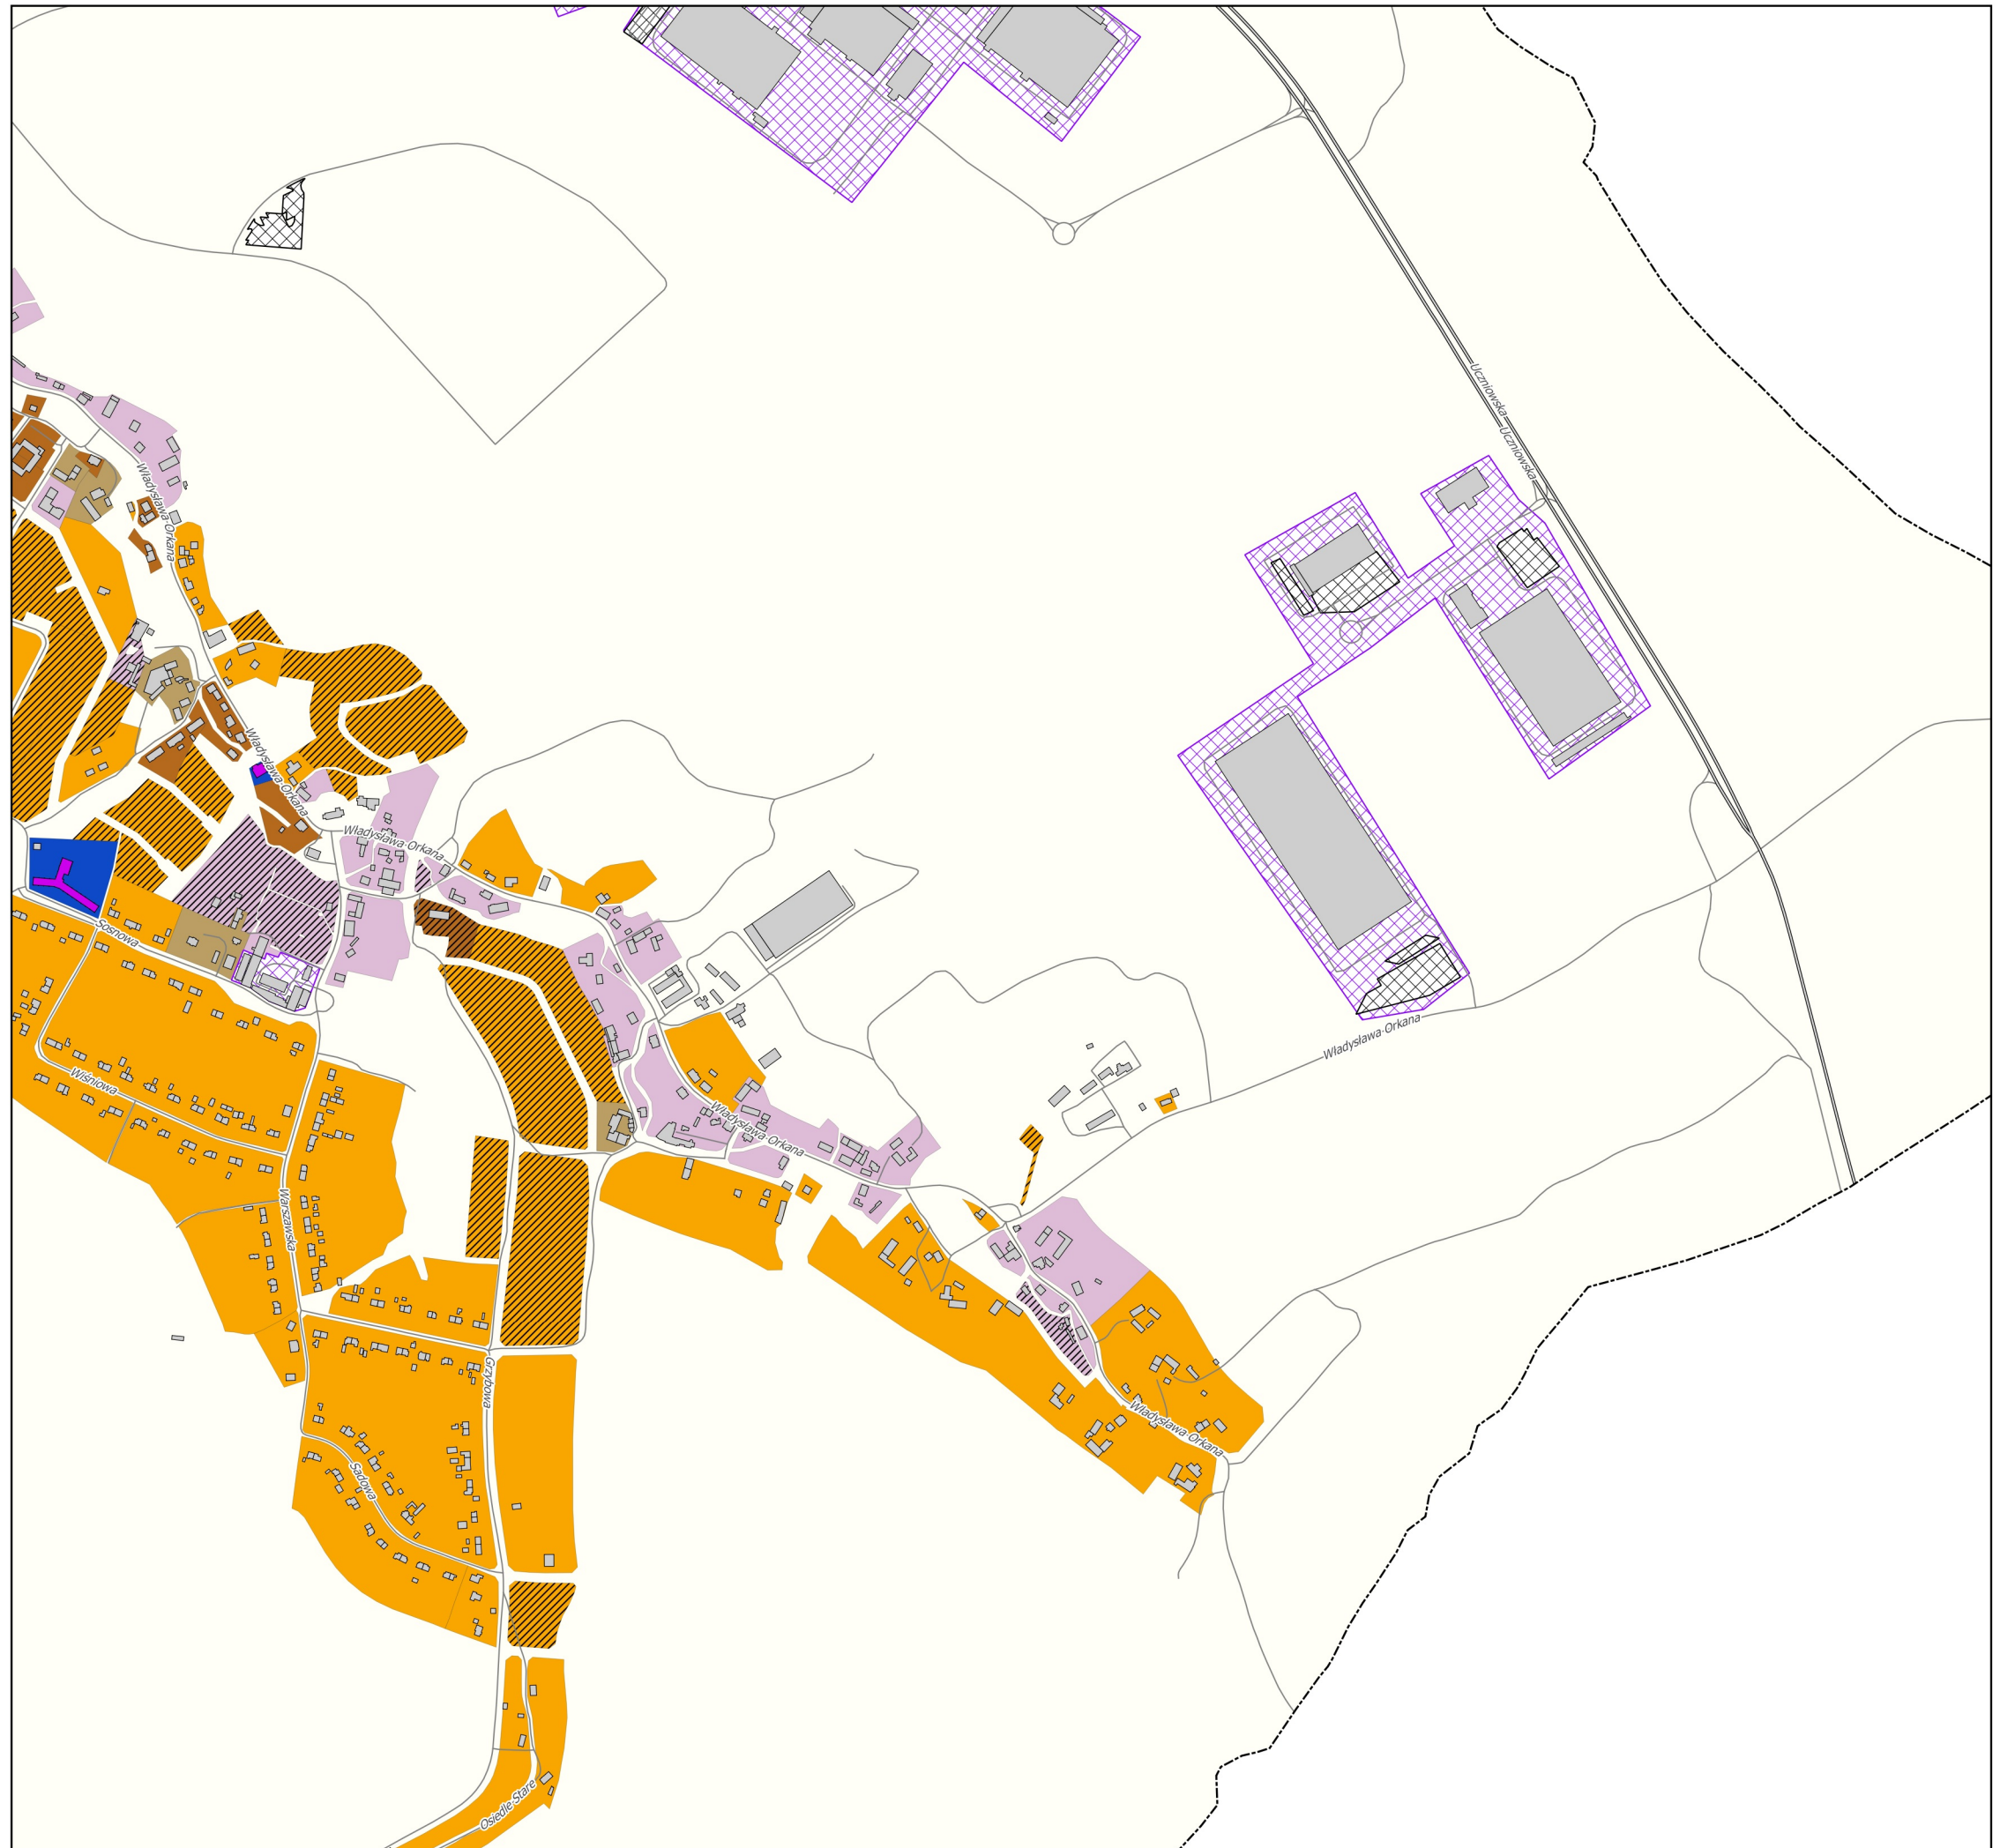 Uczniowska
Uczniowska
Władysława Orkana
Władysława Orkana
Władysława Orkana
Sosnowa
Władysława Orkana
Wiśniowa
Władysława Orkana
Warszawska
Grzybowa
Władysława Orkana
Sadowa
Osiedle Stare